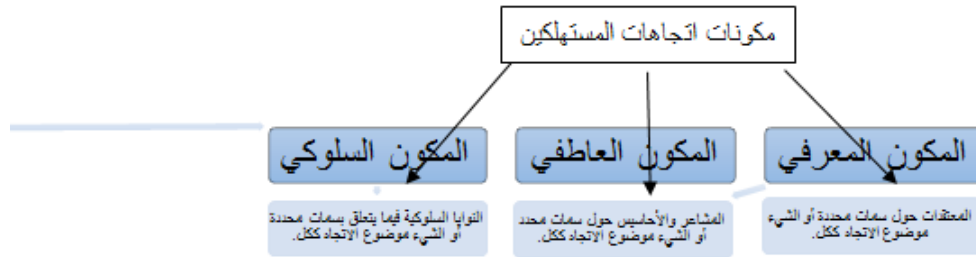 مكونات اتجاهات المستهلكين
المكون المعرفي
المعتقدات حول سمات محددة أو الشيء
موضوع الاتجاه ككل.
المكون العاطفي
المشاعر والأحاسيس حول سمات محدد
أو الشيء موضوع الاتجاه ككل.
المكون السلوكي
النوايا السلوكية فيما يتعلق بسمات محددة
أو الشيء موضوع الاتجاه ككل.